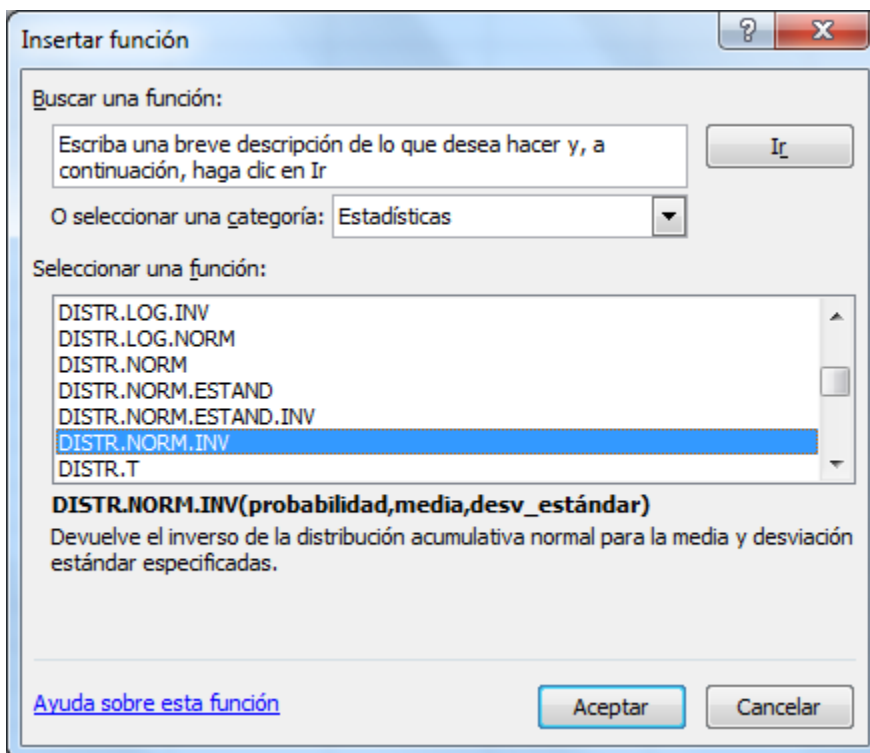 Insertar función
Buscar una función:
Escriba una breve descripción de lo que desea hacer y, a
continuación, haga clic en Ir
Ir
O seleccionar una categoría: Estadísticas
Seleccionar una función:
DISTR.LOG.INV
DISTR.LOG.NORM
DISTR.NORM
DISTR.NORM.ESTAND
DISTR.NORM.ESTAND.INV
DISTR.NORM.INV
DISTR.T
DISTR.NORM.INV(probabilidad,media,desv_estándar)
Devuelve el inverso de la distribución acumulativa normal para la media y desviación
estándar especificadas.
Ayuda sobre esta función
Aceptar
Cancelar